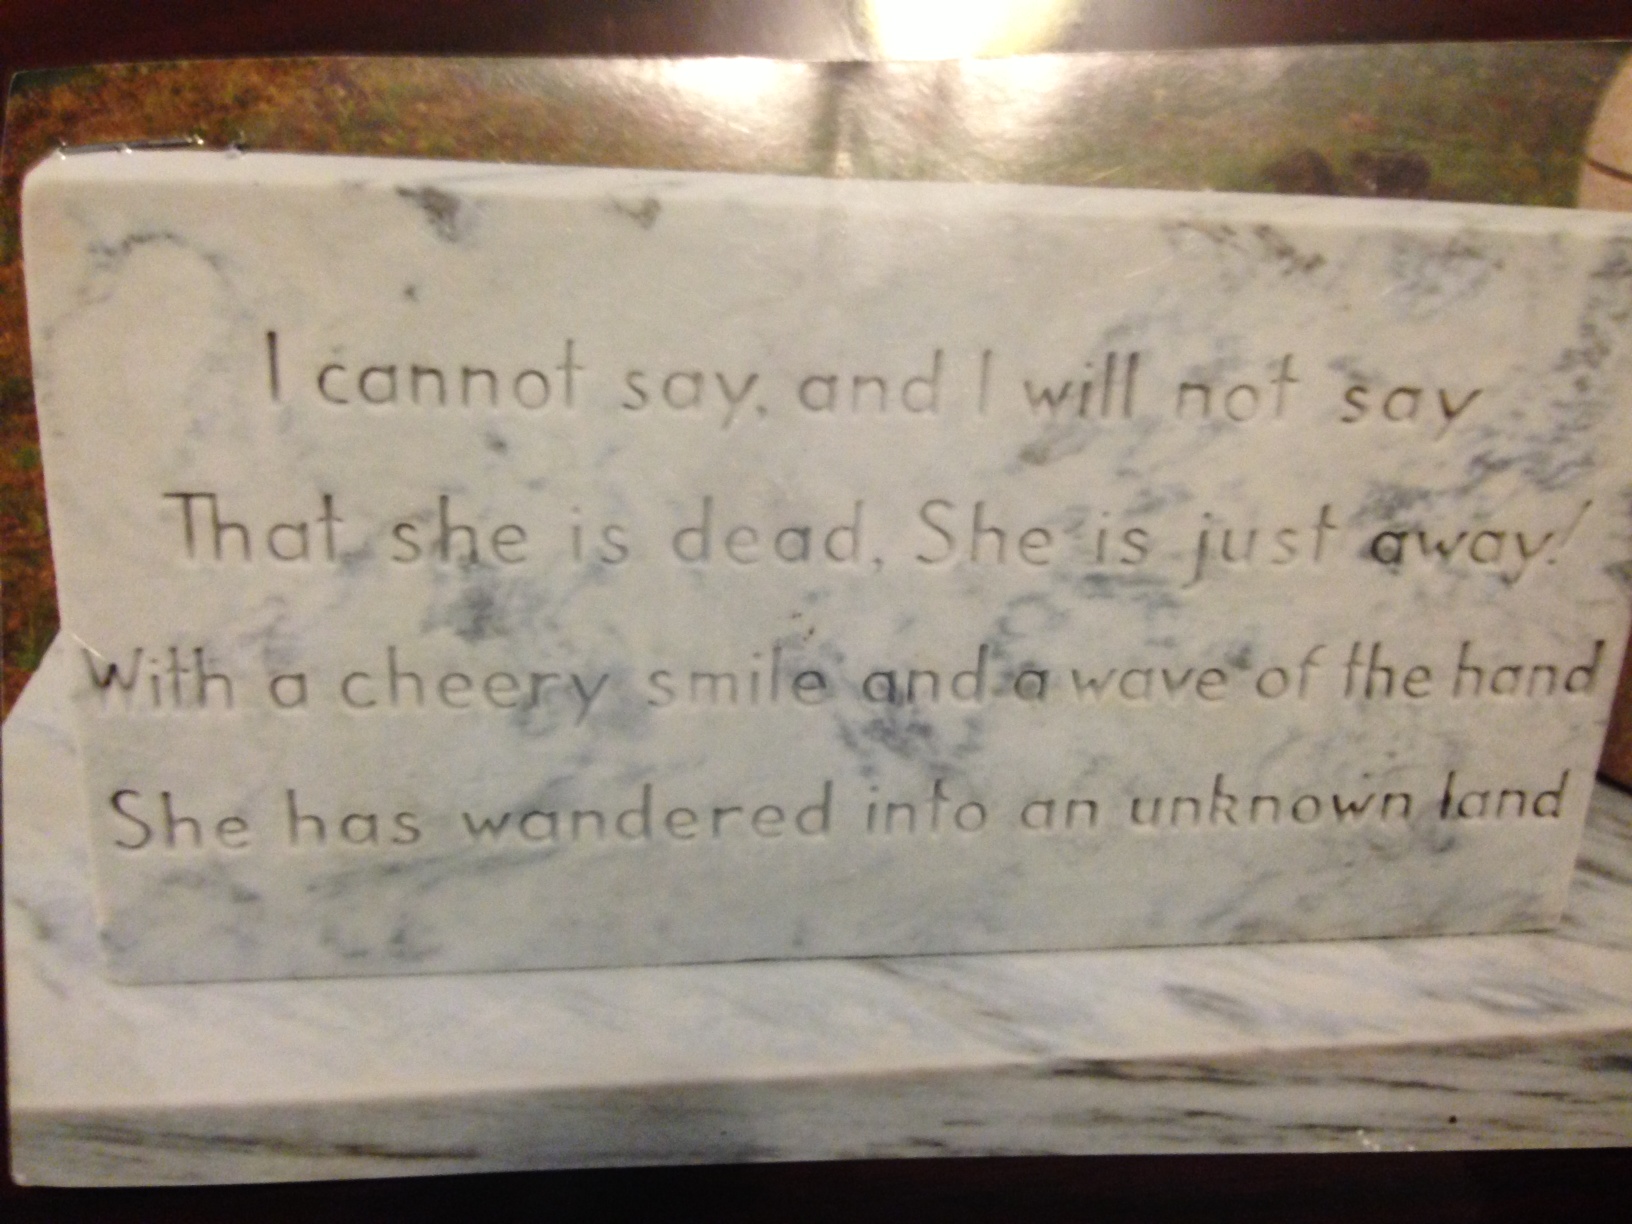 I cannot say, and I will not say
That she is dead, She is just away!
With a cheery smile and a wave of the hand
She has wandered into an unknown land